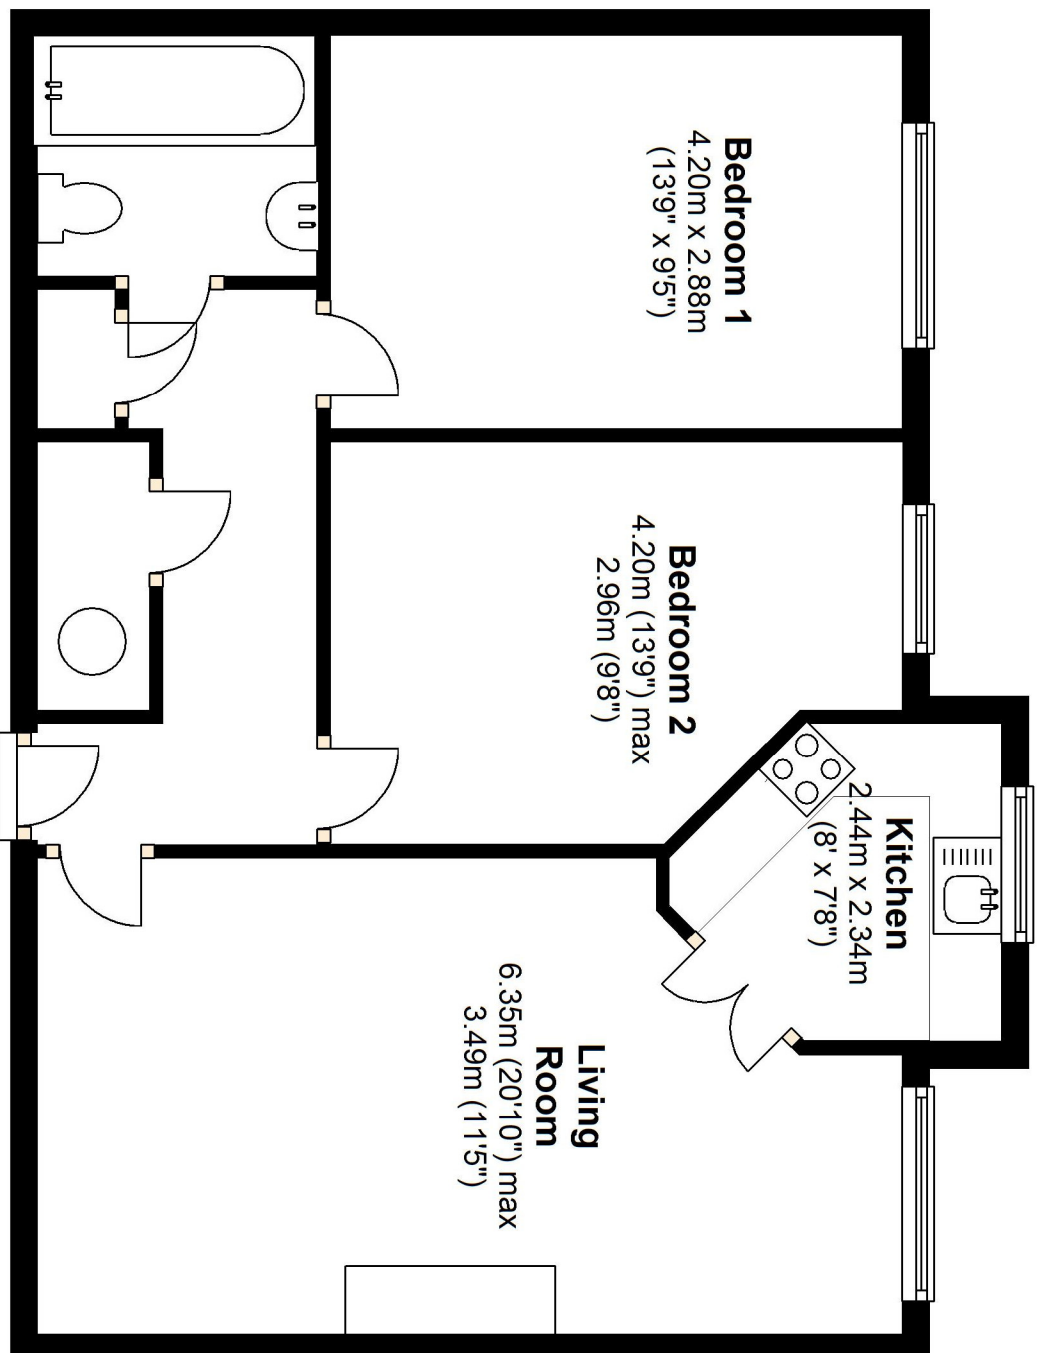 Bedroom 1
4.20m x 2.88m
(13'9" x 9'5")
Bedroom 2
4.20m (13'9") max
2.96m (9'8")
Kitchen
2.44m x 2.34m
(8' x 7'8")
Living
Room
6.35m (20'10") max
3.49m (11'5")